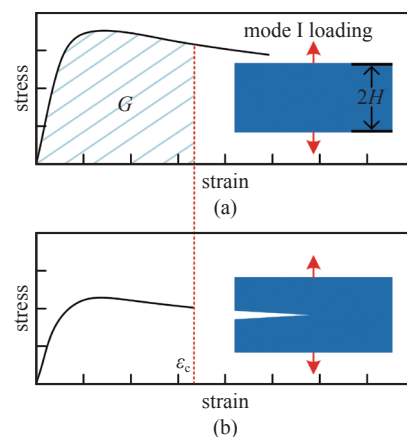 mode I loading
stress
G
2H
strain
(a)
stress
εc
strain
(b)